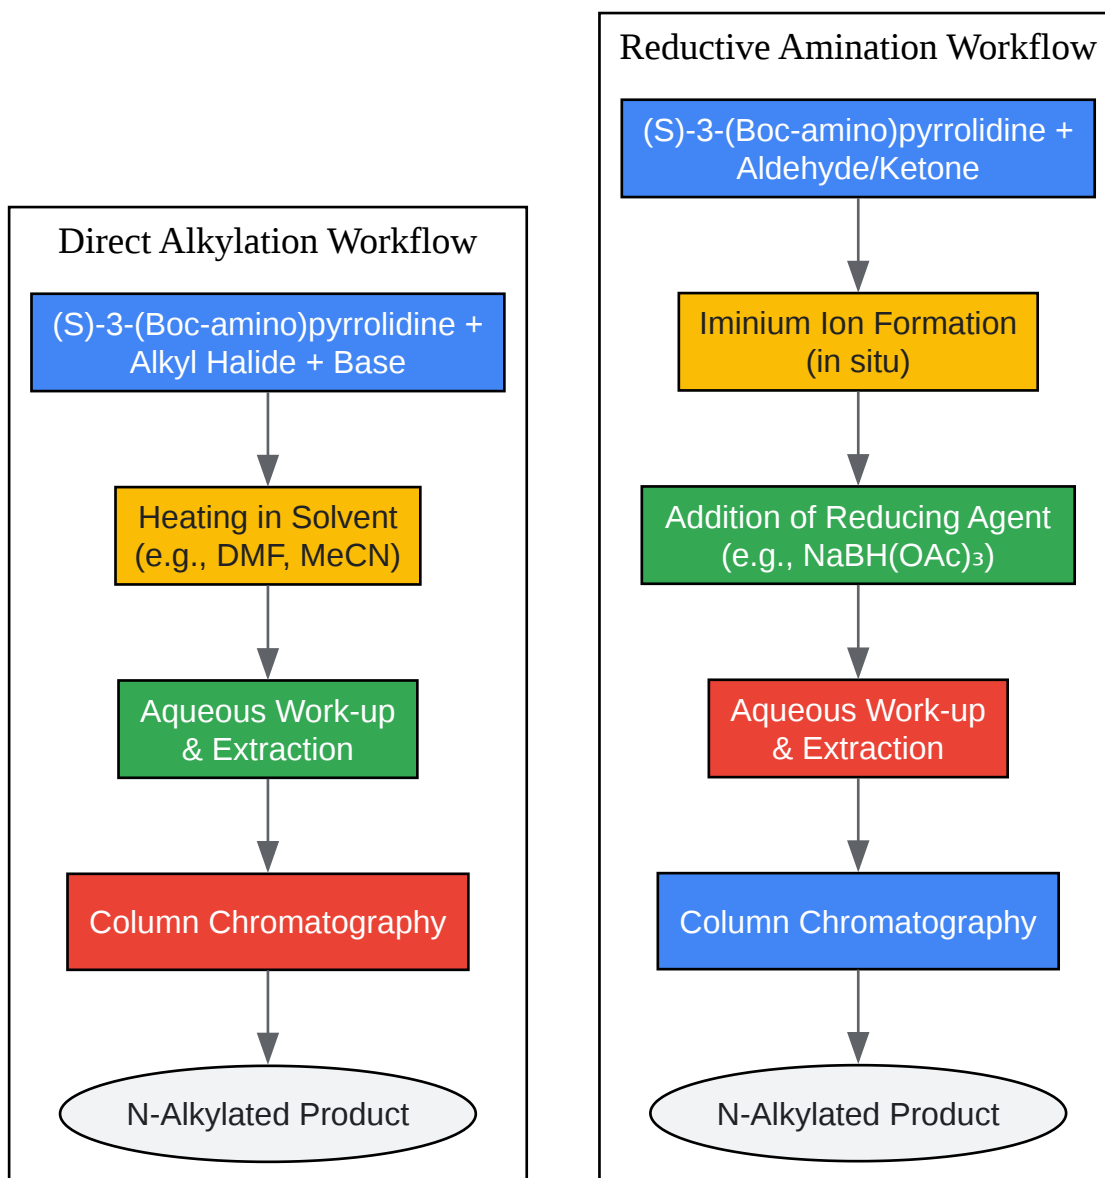 Direct Alkylation Workflow
(S)-3-(Boc-amino)pyrrolidine +
Alkyl Halide + Base
Heating in Solvent
(e.g., DMF, MeCN)
Aqueous Work-up
& Extraction
Column Chromatography
N-Alkylated Product
Reductive Amination Workflow
(S)-3-(Boc-amino)pyrrolidine +
Aldehyde/Ketone
Iminium Ion Formation
(in situ)
Addition of Reducing Agent
(e.g., NaBH(OAc)₃)
Aqueous Work-up
& Extraction
Column Chromatography
N-Alkylated Product